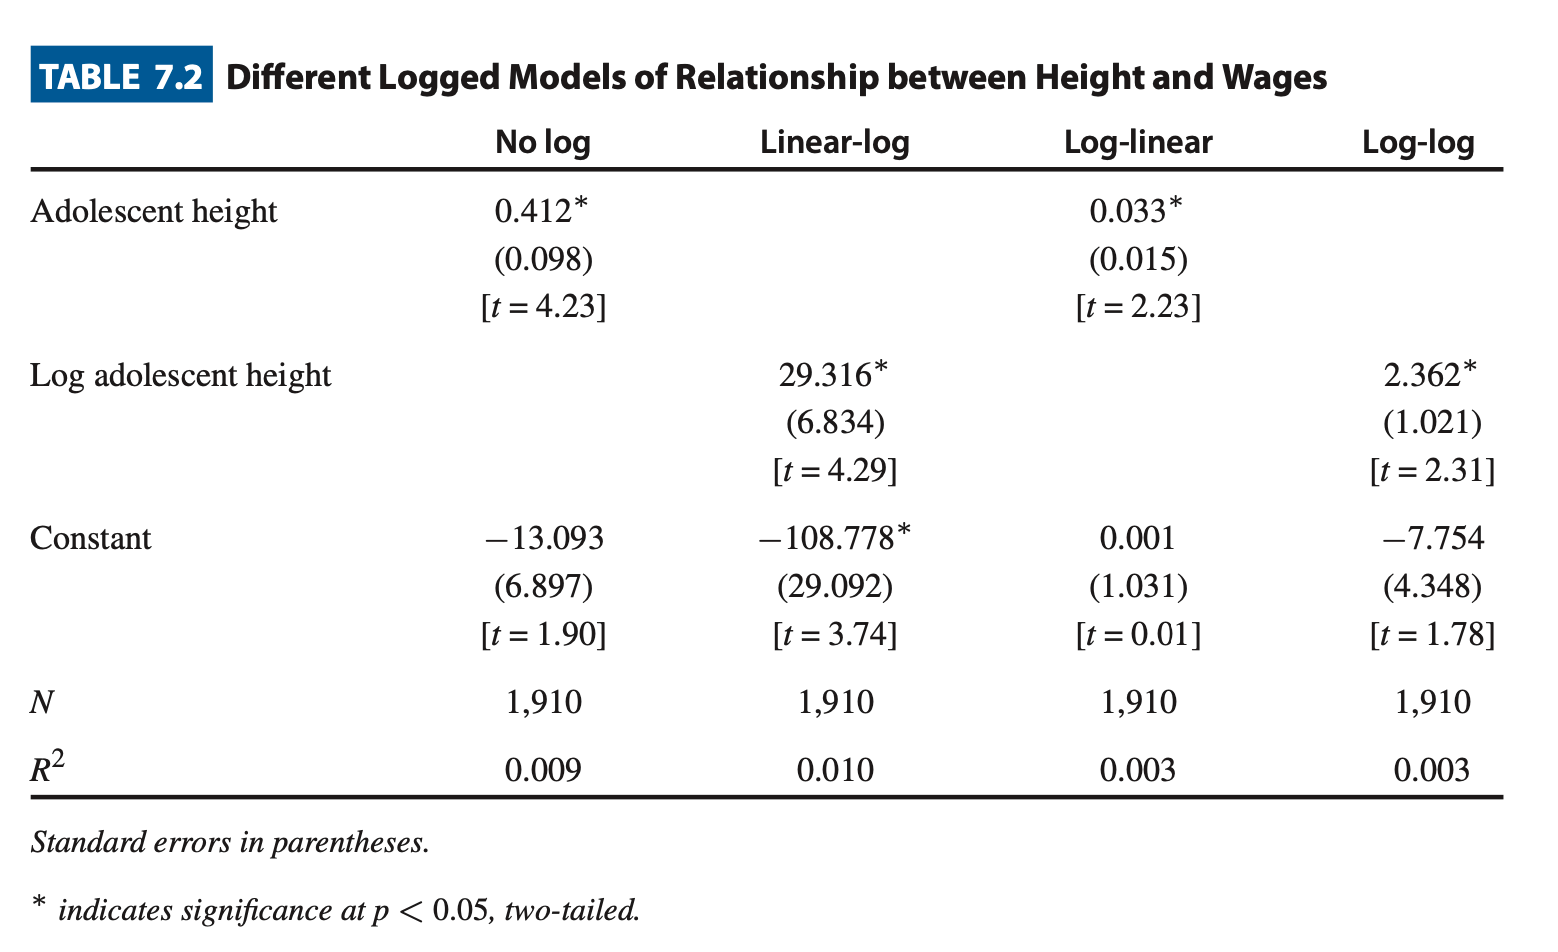 TABLE 7.2 Different Logged Models of Relationship between Height and Wages
No log Linear-log Log-linear Log-log
Adolescent height 0.412* 0.033*
(0.098) (0.015)
[t = 4.23] [t = 2.23]
Log adolescent height 29.316* 2.362*
(6.834) (1.021)
[t = 4.29] [t = 2.31]
Constant −13.093 −108.778* 0.001 −7.754
(6.897) (29.092) (1.031) (4.348)
[t = 1.90] [t = 3.74] [t = 0.01] [t = 1.78]
N 1,910 1,910 1,910 1,910
R² 0.009 0.010 0.003 0.003
Standard errors in parentheses.
* indicates significance at p < 0.05, two-tailed.